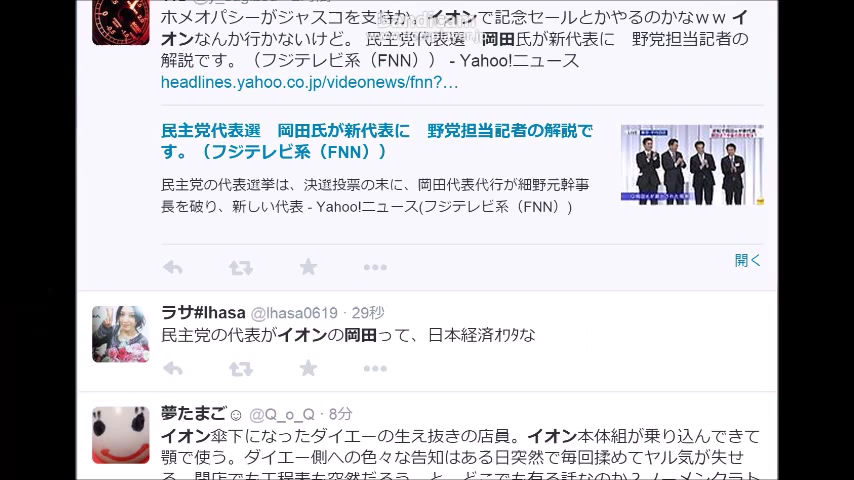 ホメオパシーがジャスコを支持か。イオンで記念セールとかやるのかなｗｗ イ
オンなんか行かないけど。 民主党代表選　岡田氏が新代表に　野党担当記者の
解説です。（フジテレビ系（FNN）） - Yahoo!ニュース
headlines.yahoo.co.jp/videonews/fnn?…
民主党代表選　岡田氏が新代表に　野党担当記者の解説で
す。（フジテレビ系（FNN））
民主党の代表選挙は、決選投票の末に、岡田代表代行が細野元幹事
長を破り、新しい代表 - Yahoo!ニュース(フジテレビ系（FNN）)
開く
ラサ#lhasa @lhasa0619 · 29秒
民主党の代表がイオンの岡田って、日本経済ｵﾜﾀな
夢たまご☺ @Q_o_Q · 8分
イオン傘下になったダイエーの生え抜きの店員。イオン本体組が乗り込んできて
顎で使う。ダイエー側への色々な告知はある日突然で毎回揉めてヤル気が失せ